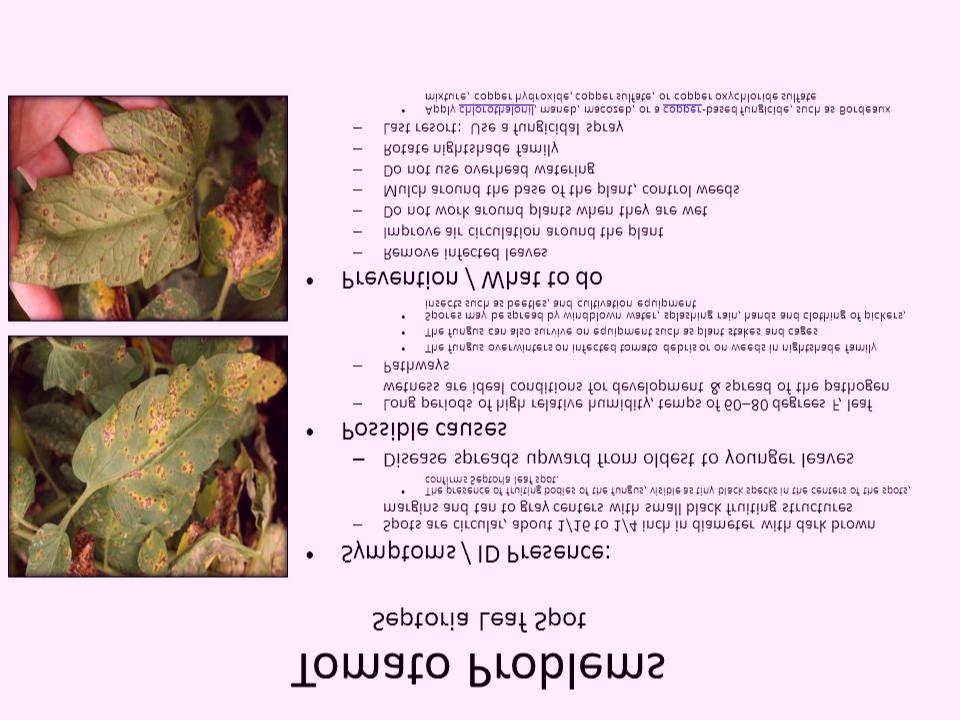 Tomato Problems
Septoria Leaf Spot
• Symptoms / ID Presence:
– Spots are circular, about 1/16 to 1/4 inch in diameter with dark brown
margins and tan to gray centers with small black fruiting structures
• The presence of fruiting bodies of the fungus, visible as tiny black specks in the centers of the spots,
confirms Septoria leaf spot.
– Disease spreads upward from oldest to younger leaves
• Possible causes
– Long periods of high relative humidity, temps of 60–80 degrees F, leaf
wetness are ideal conditions for development & spread of the pathogen
– Pathways
• The fungus overwinters on infected tomato debris or on weeds in nightshade family
• The fungus can also survive on equipment such as plant stakes and cages
• Spores may be spread by windblown water, splashing rain, hands and clothing of pickers,
insects such as beetles, and cultivation equipment
• Prevention / What to do
– Remove infected leaves
– Improve air circulation around the plant
– Do not work around plants when they are wet
– Mulch around the base of the plant, control weeds
– Do not use overhead watering
– Rotate nightshade family
– Last resort: Use a fungicidal spray
• Apply chlorothalonil, maneb, macozeb, or a copper-based fungicide, such as Bordeaux
mixture, copper hydroxide, copper sulfate, or copper oxychloride sulfate